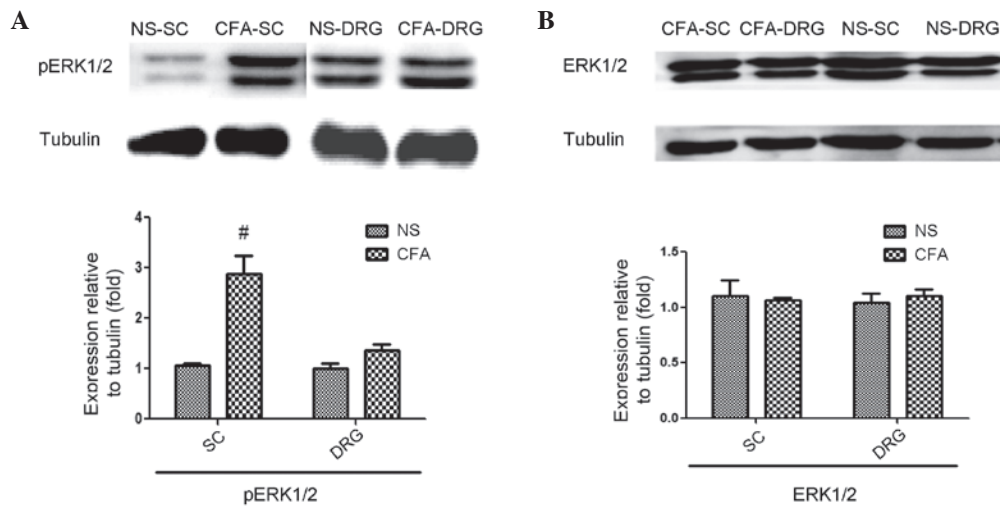 A
NS-SC CFA-SC NS-DRG CFA-DRG
pERK1/2
Tubulin
4
3
2
1
0
Expression relative
to tubulin (fold)
#
NS
CFA
SC DRG
pERK1/2
B
CFA-SC CFA-DRG NS-SC NS-DRG
ERK1/2
Tubulin
1.5
1.0
0.5
0.0
Expression relative
to tubulin (fold)
NS
CFA
SC DRG
ERK1/2